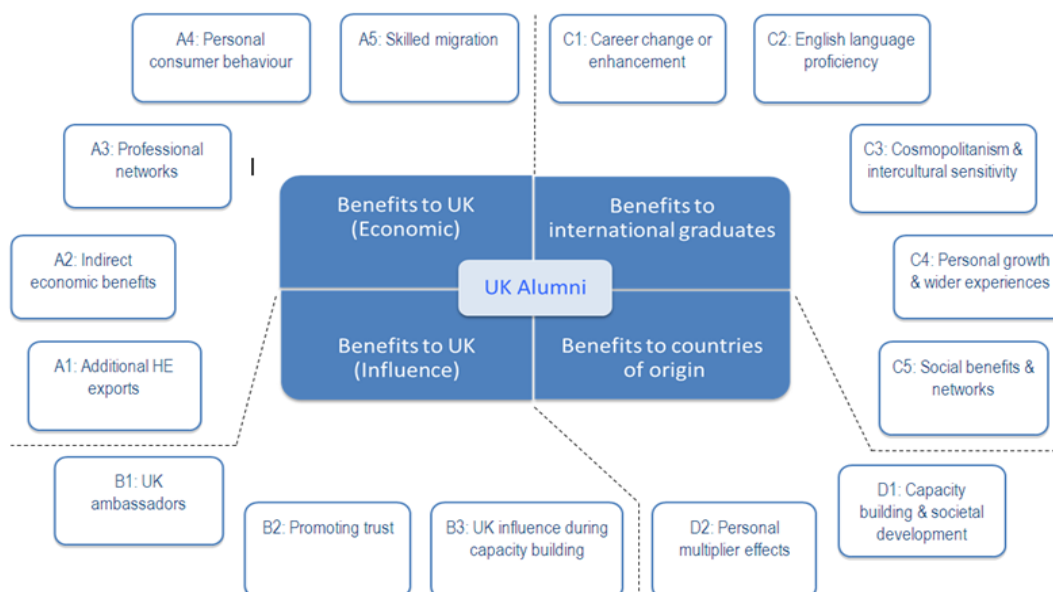 A4: Personal
consumer behaviour
A5: Skilled migration
C1: Career change or
enhancement
C2: English language
proficiency
A3: Professional
networks
C3: Cosmopolitanism &
intercultural sensitivity
Benefits to UK
(Economic)
Benefits to
international graduates
A2: Indirect
economic benefits
C4: Personal growth
& wider experiences
UK Alumni
Benefits to UK
(Influence)
Benefits to countries
of origin
A1: Additional HE
exports
C5: Social benefits &
networks
B1: UK
ambassadors
B2: Promoting trust
B3: UK influence during
capacity building
D2: Personal
multiplier effects
D1: Capacity
building & societal
development